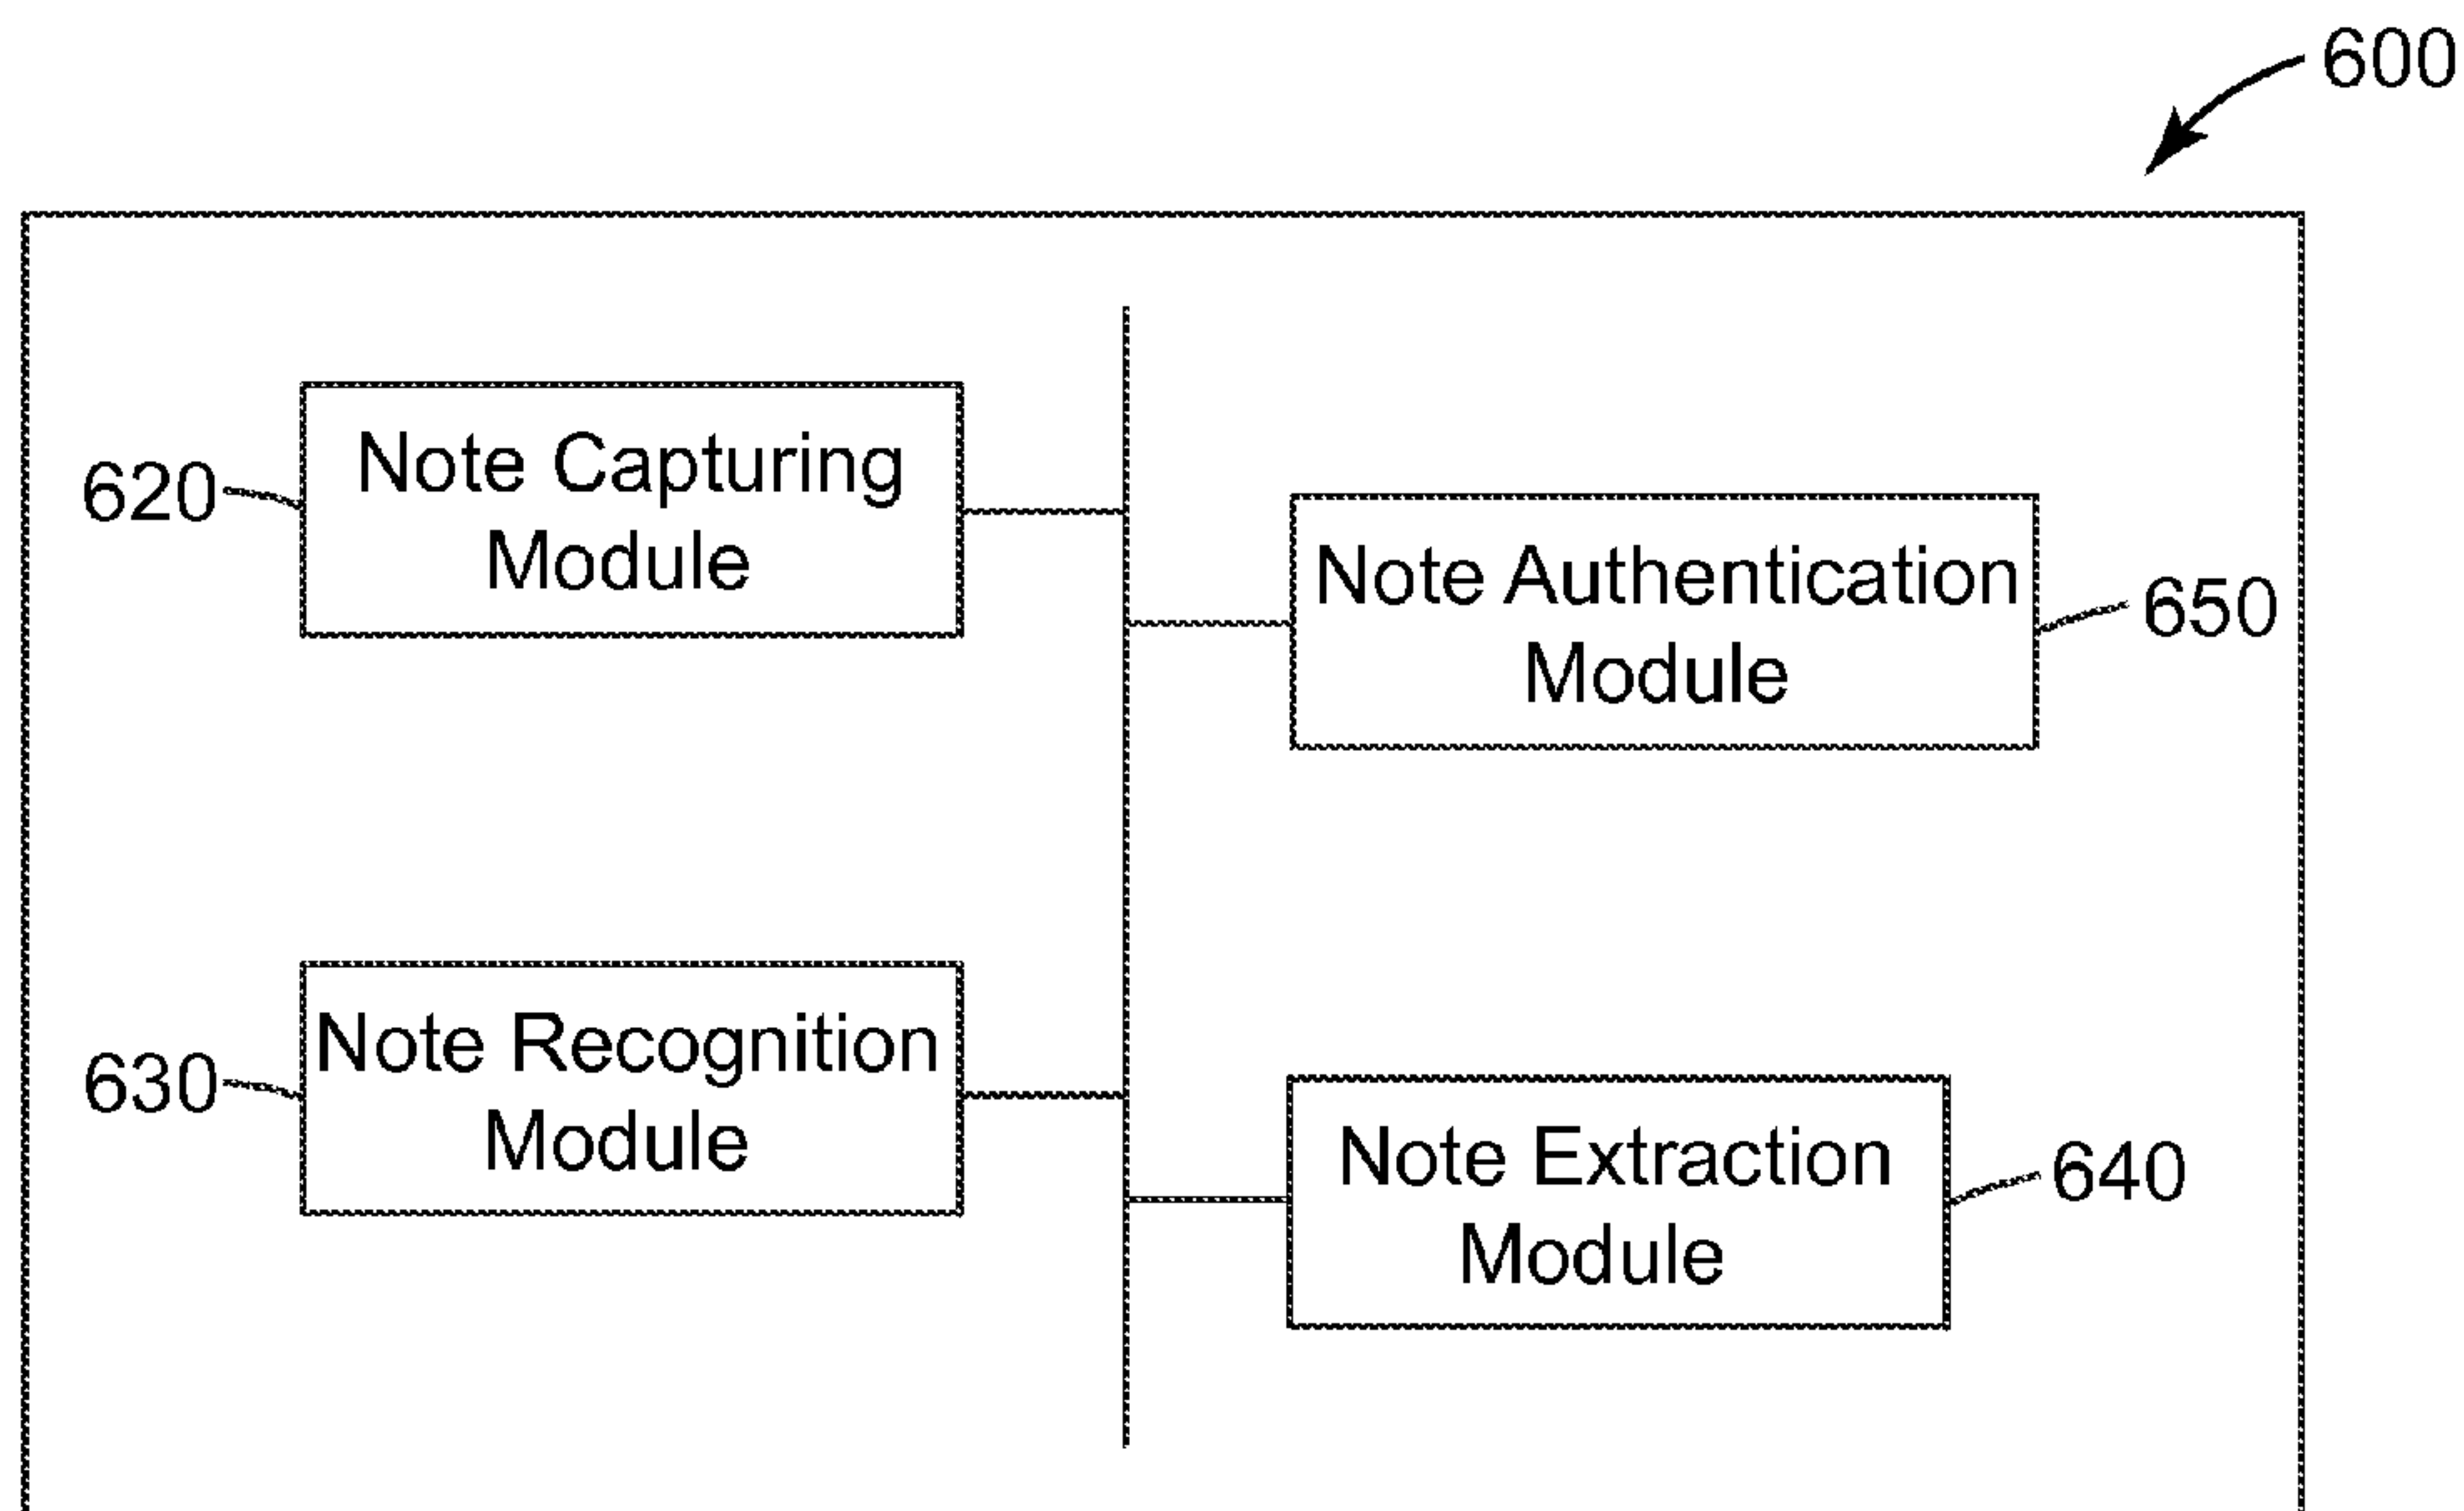 600
620
Note Capturing
Module
Note Authentication
Module
650
630
Note Recognition
Module
Note Extraction
Module
640